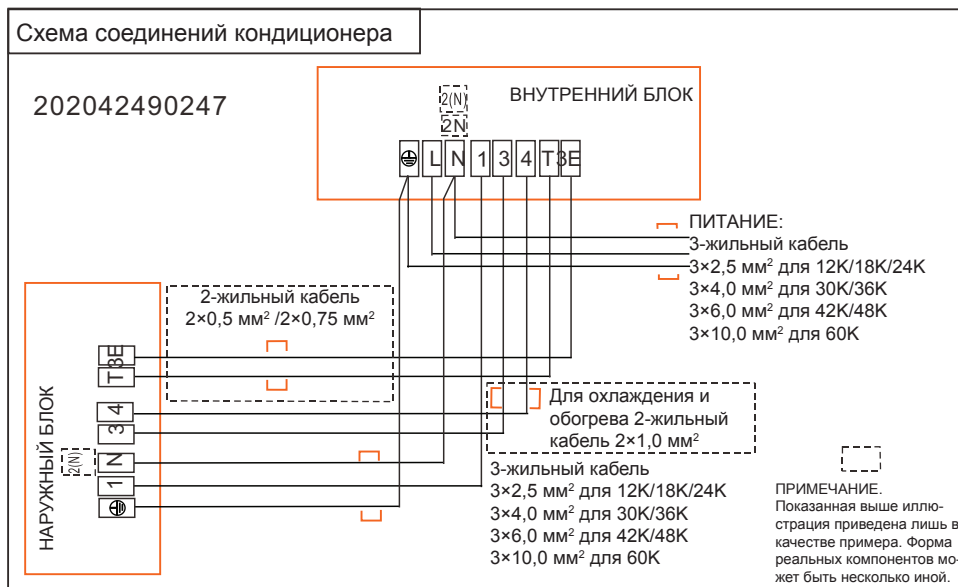 Схема соединений кондиционера
202042490247
ВНУТРЕННИЙ БЛОК
2(N)
2N
L N 1 3 4 T3E
ПИТАНИЕ:
3-жильный кабель
3×2,5 мм² для 12K/18K/24K
3×4,0 мм² для 30K/36K
3×6,0 мм² для 42K/48K
3×10,0 мм² для 60K
2-жильный кабель
2×0,5 мм² /2×0,75 мм²
НАРУЖНЫЙ БЛОК
2(N)
T3E
3 4
N
1
Для охлаждения и
обогрева 2-жильный
кабель 2×1,0 мм²
3-жильный кабель
3×2,5 мм² для 12K/18K/24K
3×4,0 мм² для 30K/36K
3×6,0 мм² для 42K/48K
3×10,0 мм² для 60K
ПРИМЕЧАНИЕ.
Показанная выше иллю-
страция приведена лишь в
качестве примера. Форма
реальных компонентов мо-
жет быть несколько иной.